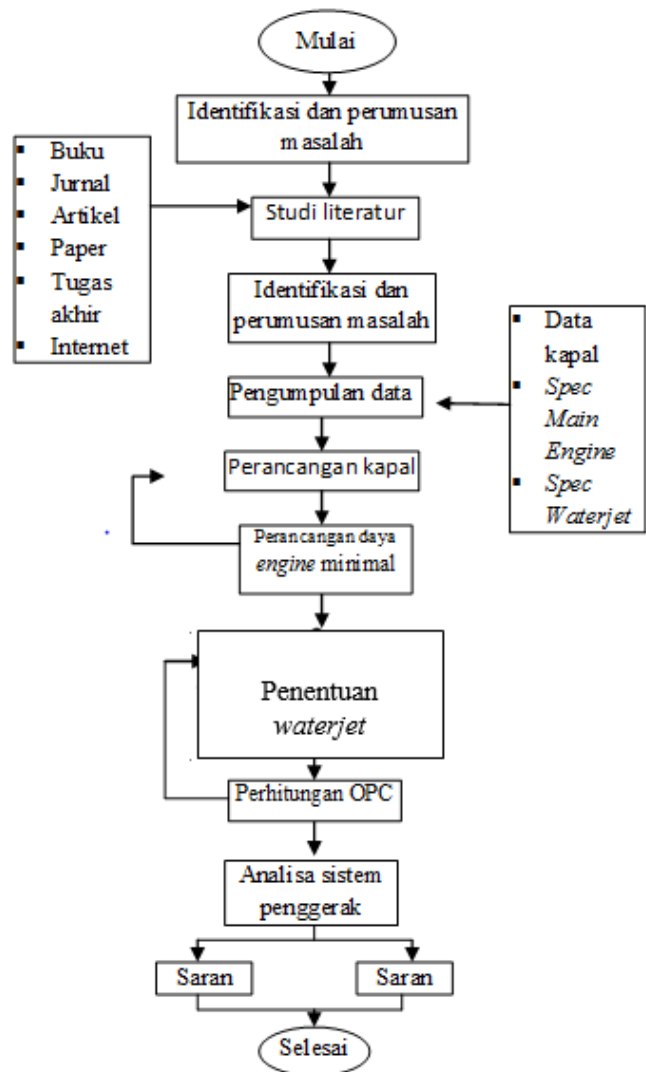 Mulai
Identifikasi dan perumusan
masalah
▪ Buku
▪ Jurnal
▪ Artikel
▪ Paper
▪ Tugas
akhir
▪ Internet
Studi literatur
Identifikasi dan
perumusan masalah
▪ Data
kapal
▪ Spec
Main
Engine
▪ Spec
Waterjet
Pengumpulan data
Perancangan kapal
Perancangan daya
engine minimal
Penentuan
waterjet
Perhitungan OPC
Analisa sistem
penggerak
Saran
Saran
Selesai